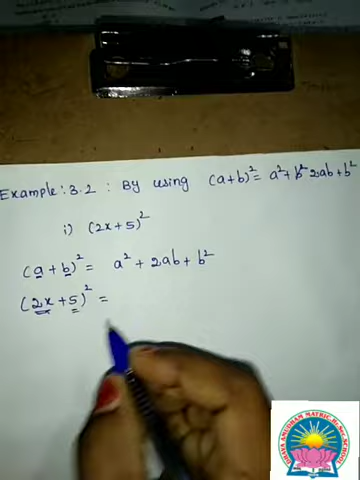 Example: 3.2 : By using (a+b)² = a² + b² 2ab + b²
i) (2x + 5)²
(a + b)² = a² + 2ab + b²
(2x + 5)² =